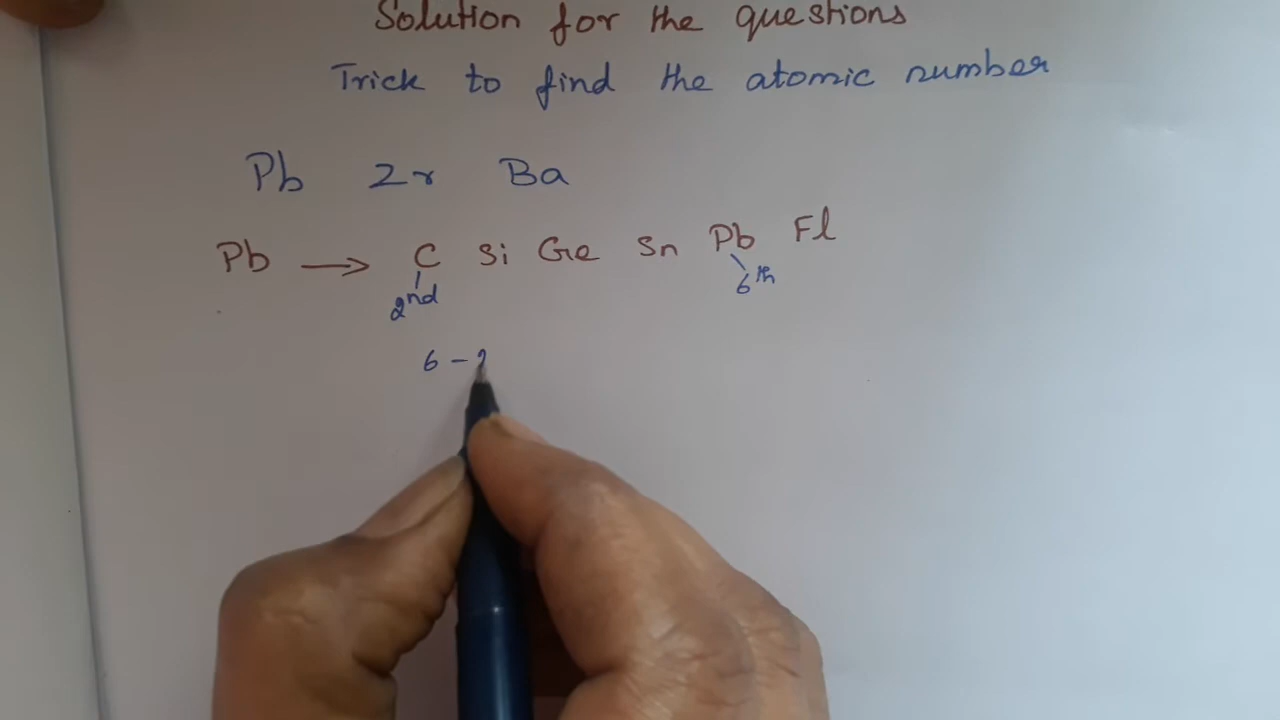 Solution for the questions
Trick to find the atomic number
Pb Zr Ba
Pb → C Si Ge Sn Pb Fl
2nd 6th
6 - 2